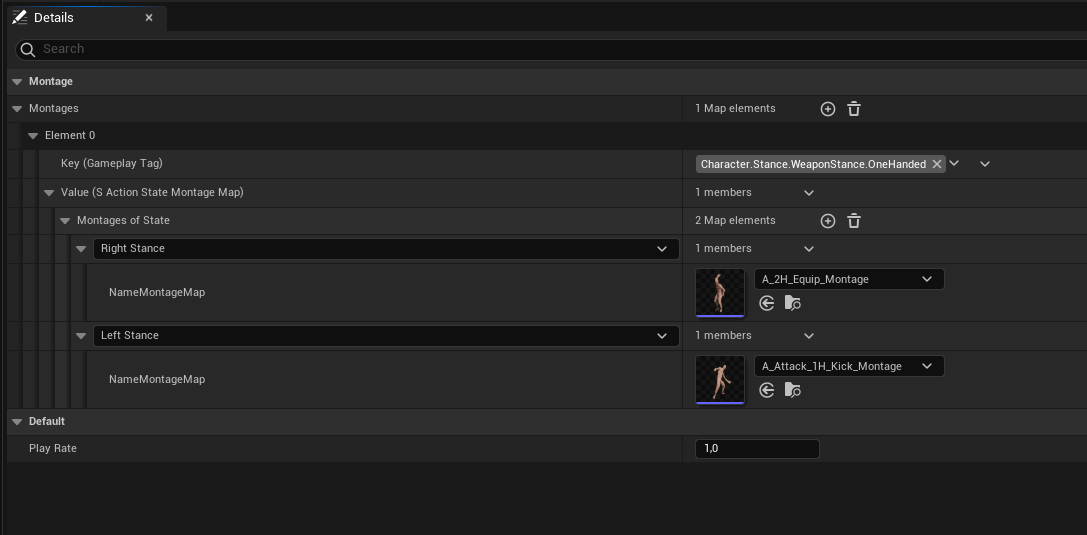 Details
Search
Montage
Montages 1 Map elements
Element 0
Key (Gameplay Tag) Character.Stance.WeaponStance.OneHanded
Value (S Action State Montage Map) 1 members
Montages of State 2 Map elements
Right Stance 1 members
NameMontageMap A_2H_Equip_Montage
Left Stance 1 members
NameMontageMap A_Attack_1H_Kick_Montage
Default
Play Rate 1,0